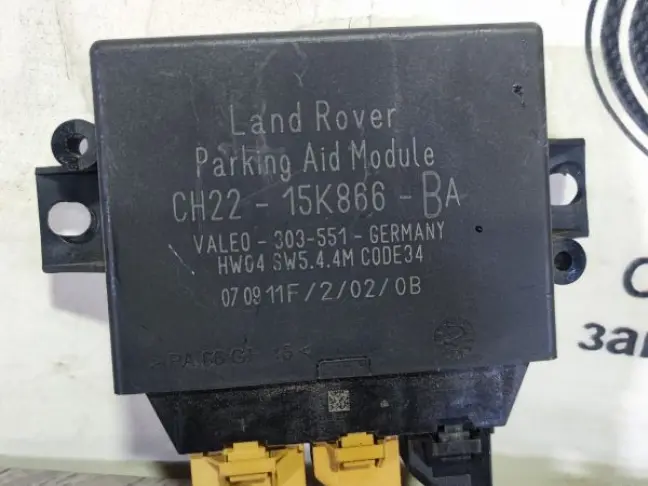 Land Rover
Parking Aid Module
CH22 - 15K866 - BA
VALEO - 303-551 - GERMANY
HW04 SW5.4.4M CODE34
07 09 11F/2/02/0B